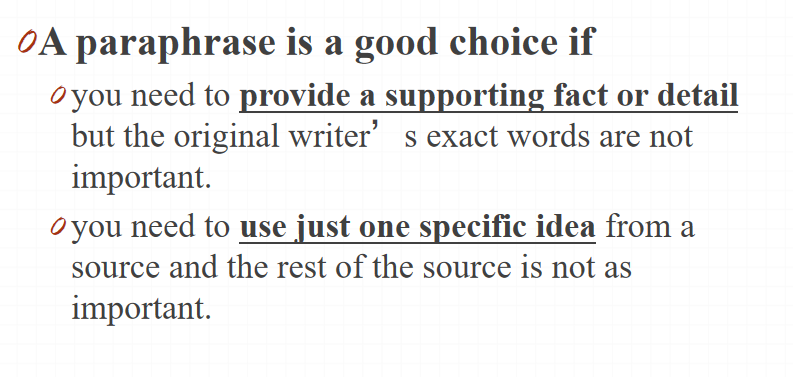 A paraphrase is a good choice if
you need to provide a supporting fact or detail
but the original writer’ s exact words are not
important.
you need to use just one specific idea from a
source and the rest of the source is not as
important.